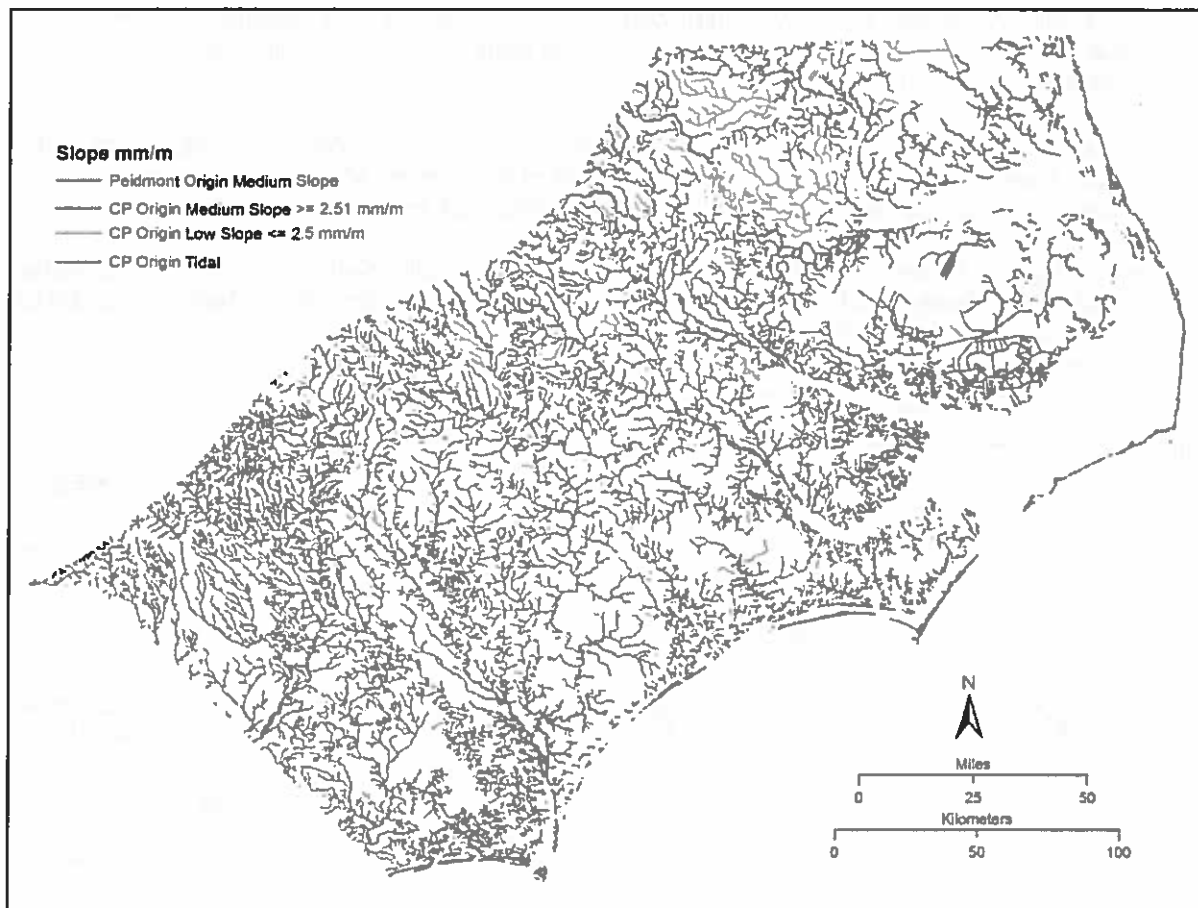 Slope mm/m
Peidmont Origin Medium Slope
CP Origin Medium Slope >= 2.51 mm/m
CP Origin Low Slope <= 2.5 mm/m
CP Origin Tidal
N
Miles
0 25 50
Kilometers
0 50 100